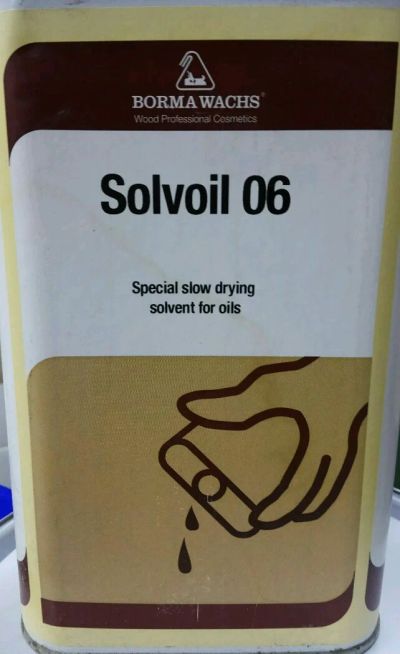 BORMA WACHS®
Wood Professional Cosmetics
Solvoil 06
Special slow drying
solvent for oils